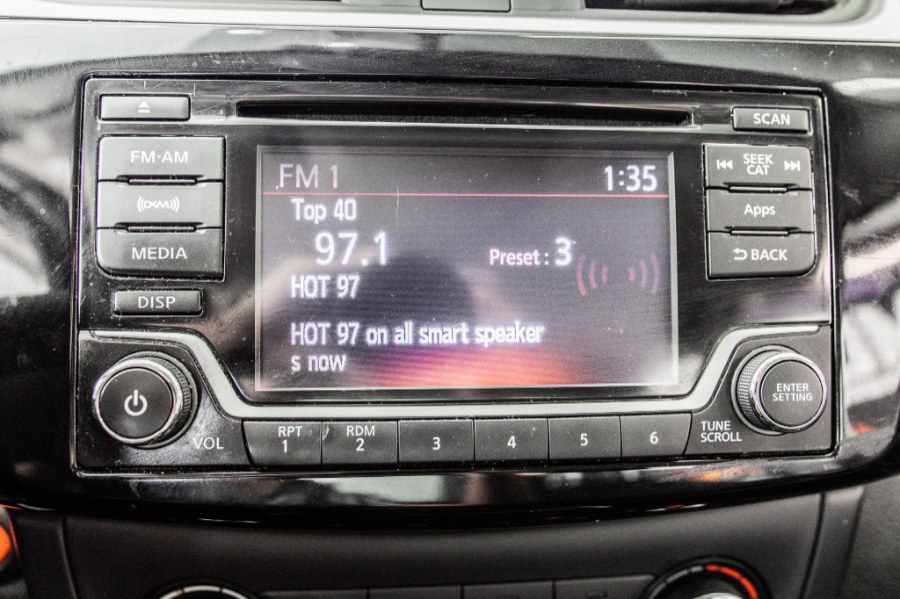 SCAN
FM·AM
SEEK
CAT
((XM))
Apps
MEDIA
BACK
DISP
FM 1
1:35
Top 40
97.1
Preset : 3
HOT 97
HOT 97 on all smart speaker
s now
ENTER
SETTING
VOL
RPT
1
RDM
2
3
4
5
6
TUNE
SCROLL